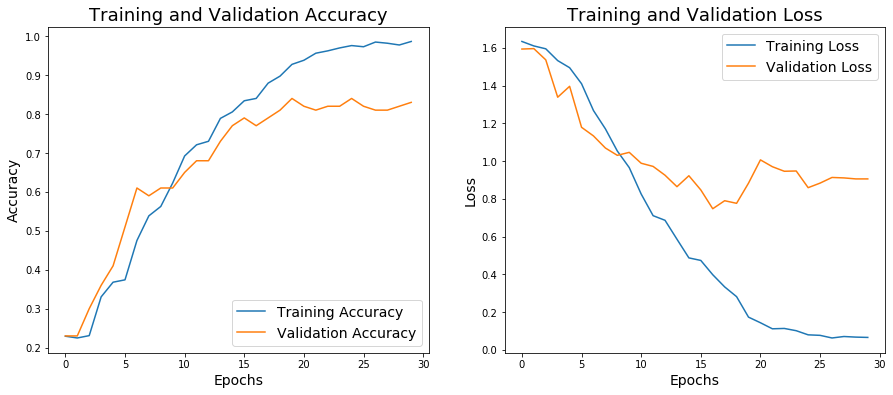 Training and Validation Accuracy
1.0
0.9
0.8
0.7
0.6
0.5
0.4
0.3
0.2
Accuracy
Training Accuracy
Validation Accuracy
0 5 10 15 20 25 30
Epochs
Training and Validation Loss
Training Loss
Validation Loss
1.6
1.4
1.2
1.0
0.8
0.6
0.4
0.2
0.0
Loss
0 5 10 15 20 25 30
Epochs